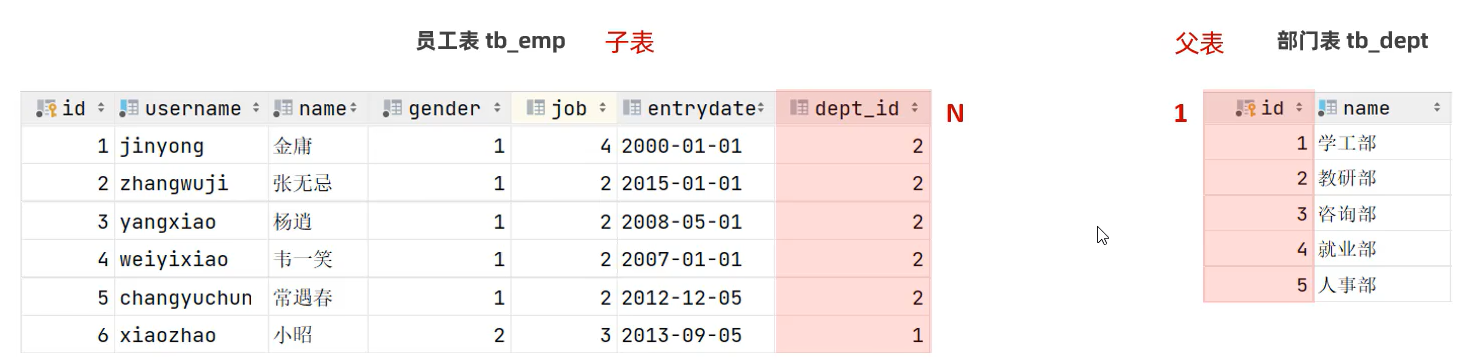 员工表 tb_emp 子表 父表 部门表 tb_dept
id username name gender job entrydate dept_id N 1 id name
1 jinyong 金庸 1 4 2000-01-01 2 1 学工部
2 zhangwuji 张无忌 1 2 2015-01-01 2 2 教研部
3 yangxiao 杨逍 1 2 2008-05-01 2 3 咨询部
4 weiyixiao 韦一笑 1 2 2007-01-01 2 4 就业部
5 changyuchun 常遇春 1 2 2012-12-05 2 5 人事部
6 xiaozhao 小昭 2 3 2013-09-05 1